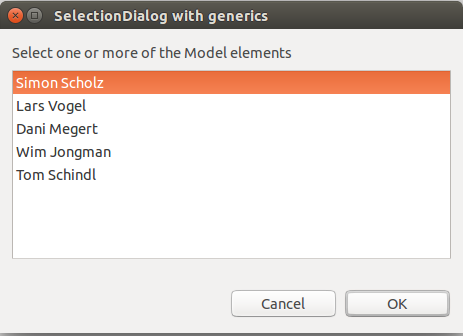 SelectionDialog with generics
Select one or more of the Model elements
Simon Scholz
Lars Vogel
Dani Megert
Wim Jongman
Tom Schindl
Cancel OK